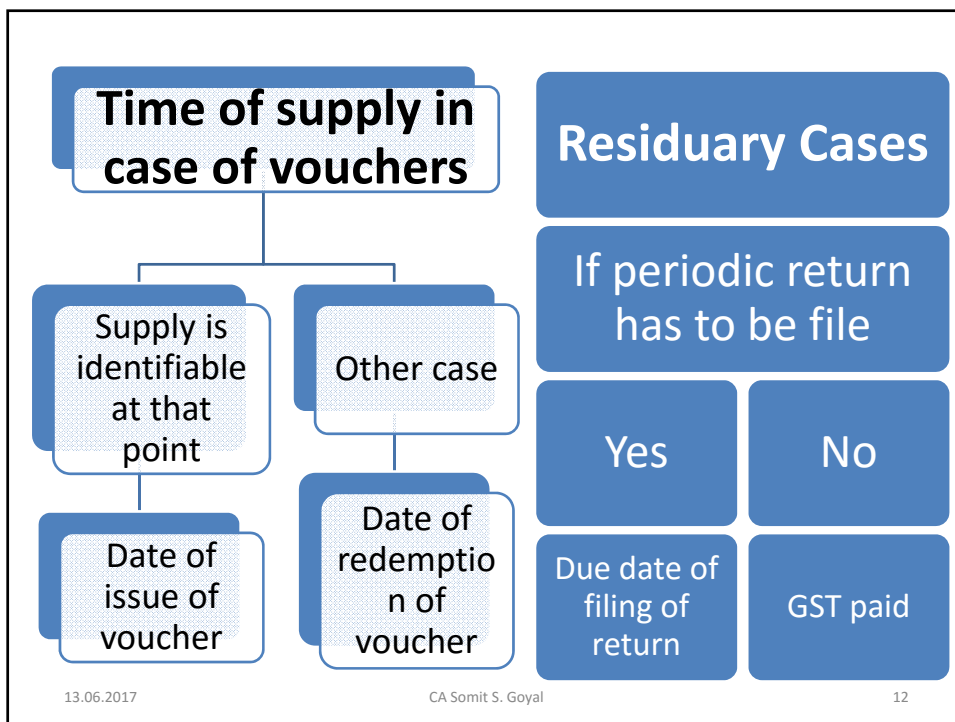 Time of supply in
case of vouchers
Supply is
identifiable
at that
point
Date of
issue of
voucher
Other case
Date of
redemptio
n of
voucher
Residuary Cases
If periodic return
has to be file
Yes
No
Due date of
filing of
return
GST paid
13.06.2017
CA Somit S. Goyal
12